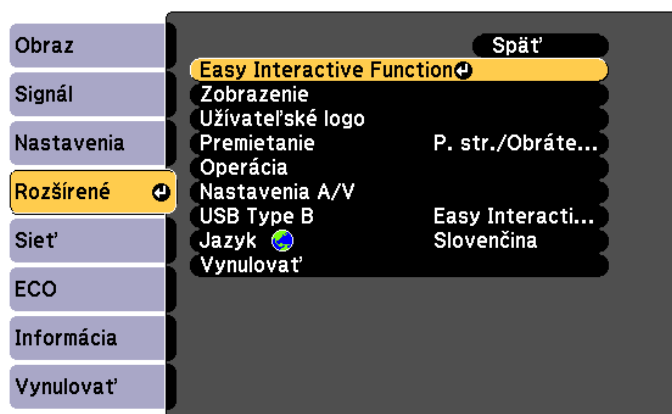 Obraz
Signál
Nastavenia
Rozšírené
Sieť
ECO
Informácia
Vynulovať
Späť
Easy Interactive Function
Zobrazenie
Užívateľské logo
Premietanie P. str./Obráte...
Operácia
Nastavenia A/V
USB Type B Easy Interacti...
Jazyk Slovenčina
Vynulovať